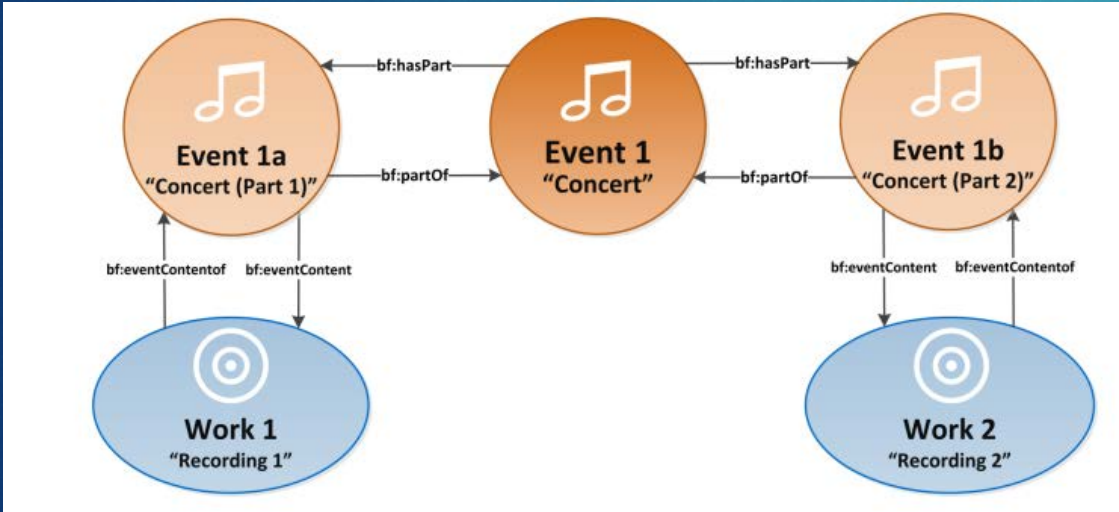 bf:hasPart
bf:hasPart
Event 1a
“Concert (Part 1)”
Event 1
“Concert”
Event 1b
“Concert (Part 2)”
bf:partOf
bf:partOf
bf:eventContentof
bf:eventContent
bf:eventContent
bf:eventContentof
Work 1
“Recording 1”
Work 2
“Recording 2”